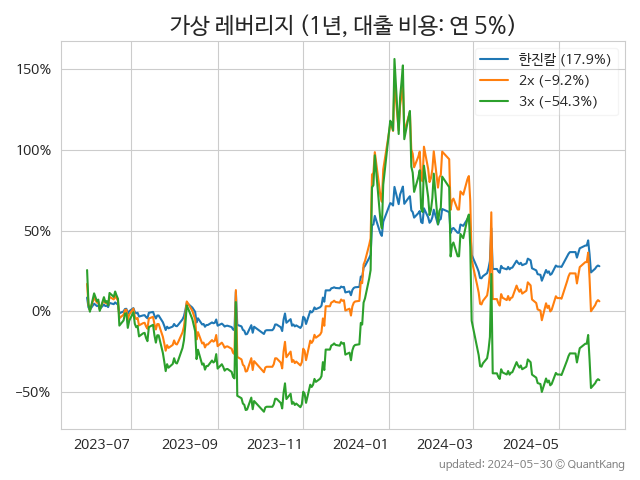 가상 레버리지 (1년, 대출 비용: 연 5%)
한진칼 (17.9%)
2x (−9.2%)
3x (−54.3%)
150%
100%
50%
0%
−50%
2023-07 2023-09 2023-11 2024-01 2024-03 2024-05
updated: 2024-05-30 © QuantKang